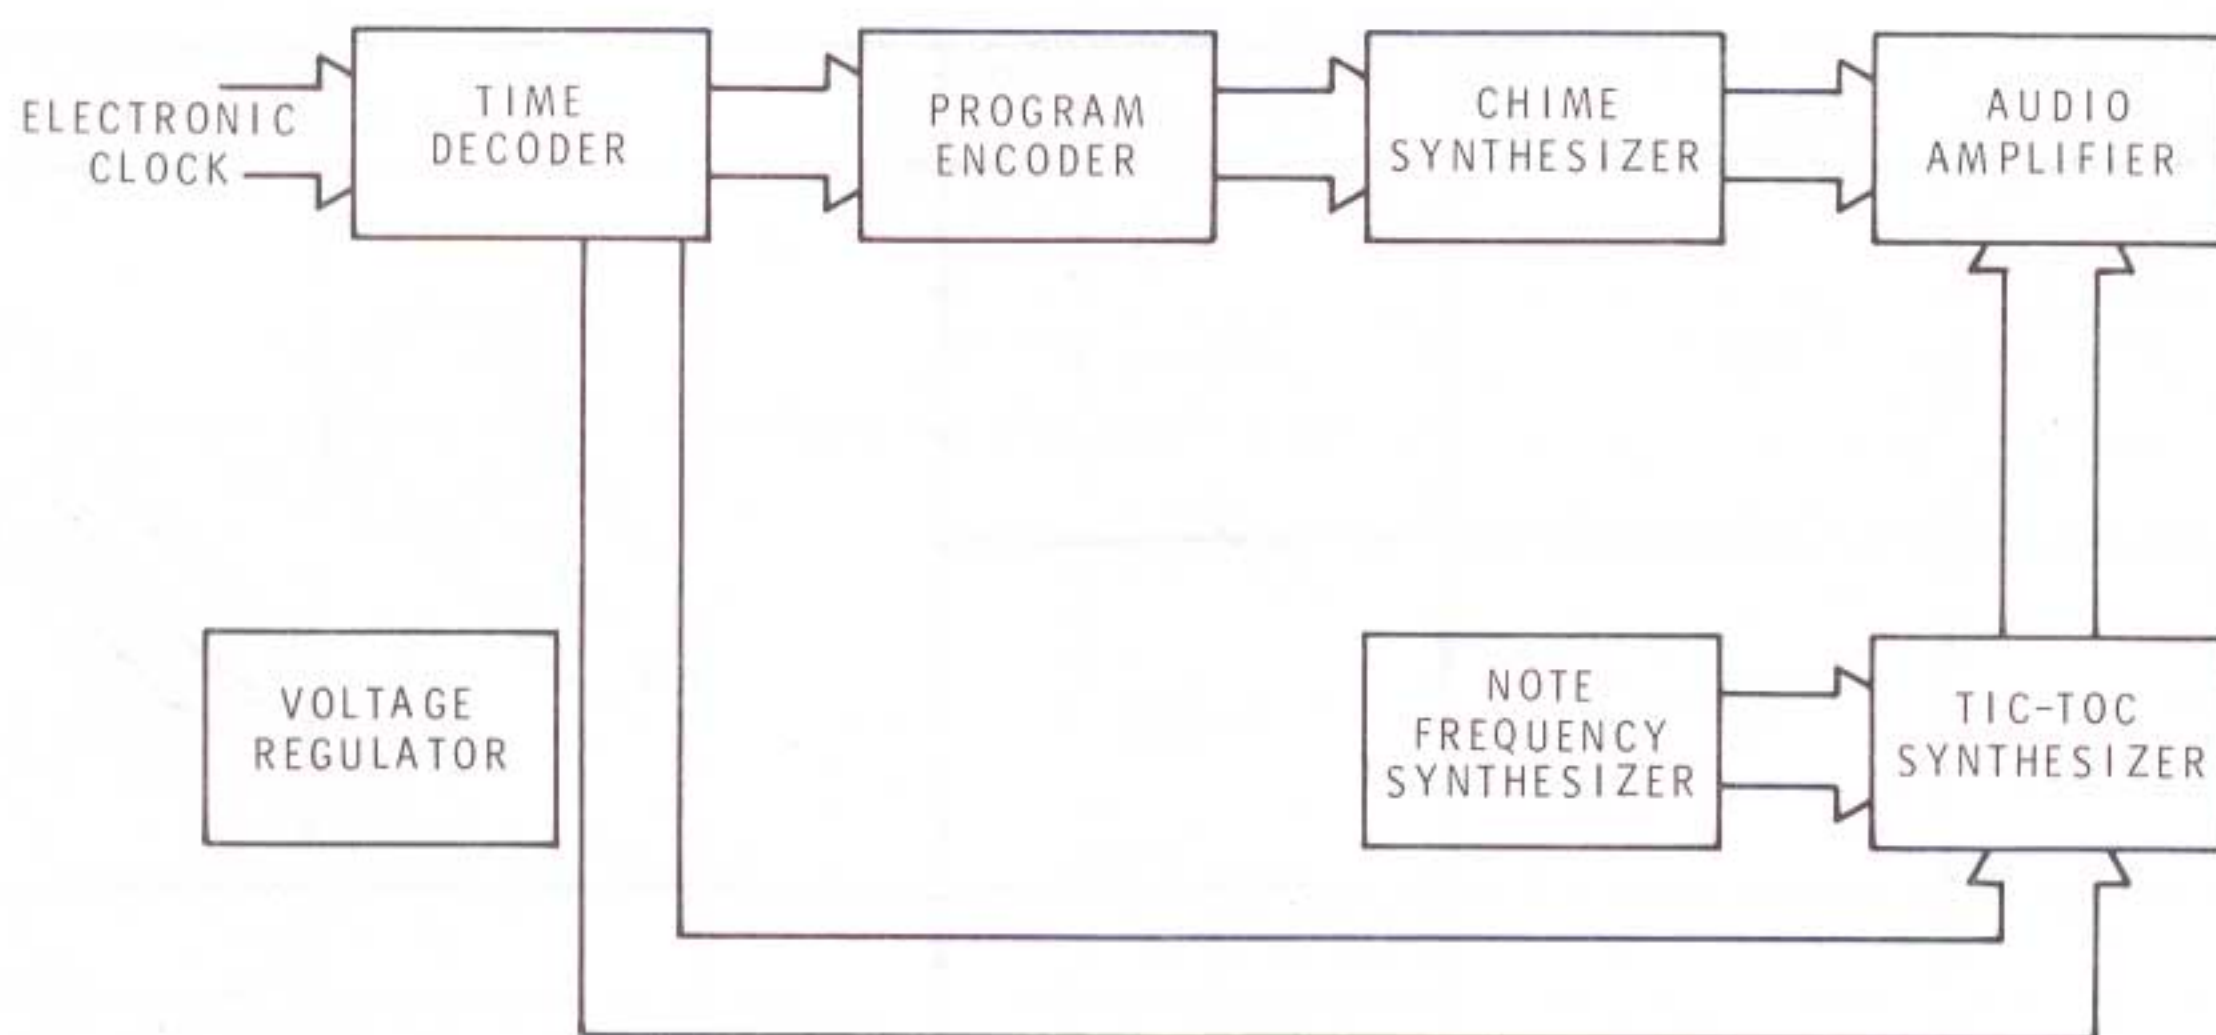 ELECTRONIC
CLOCK
TIME
DECODER
PROGRAM
ENCODER
CHIME
SYNTHESIZER
AUDIO
AMPLIFIER
VOLTAGE
REGULATOR
NOTE
FREQUENCY
SYNTHESIZER
TIC-TOC
SYNTHESIZER